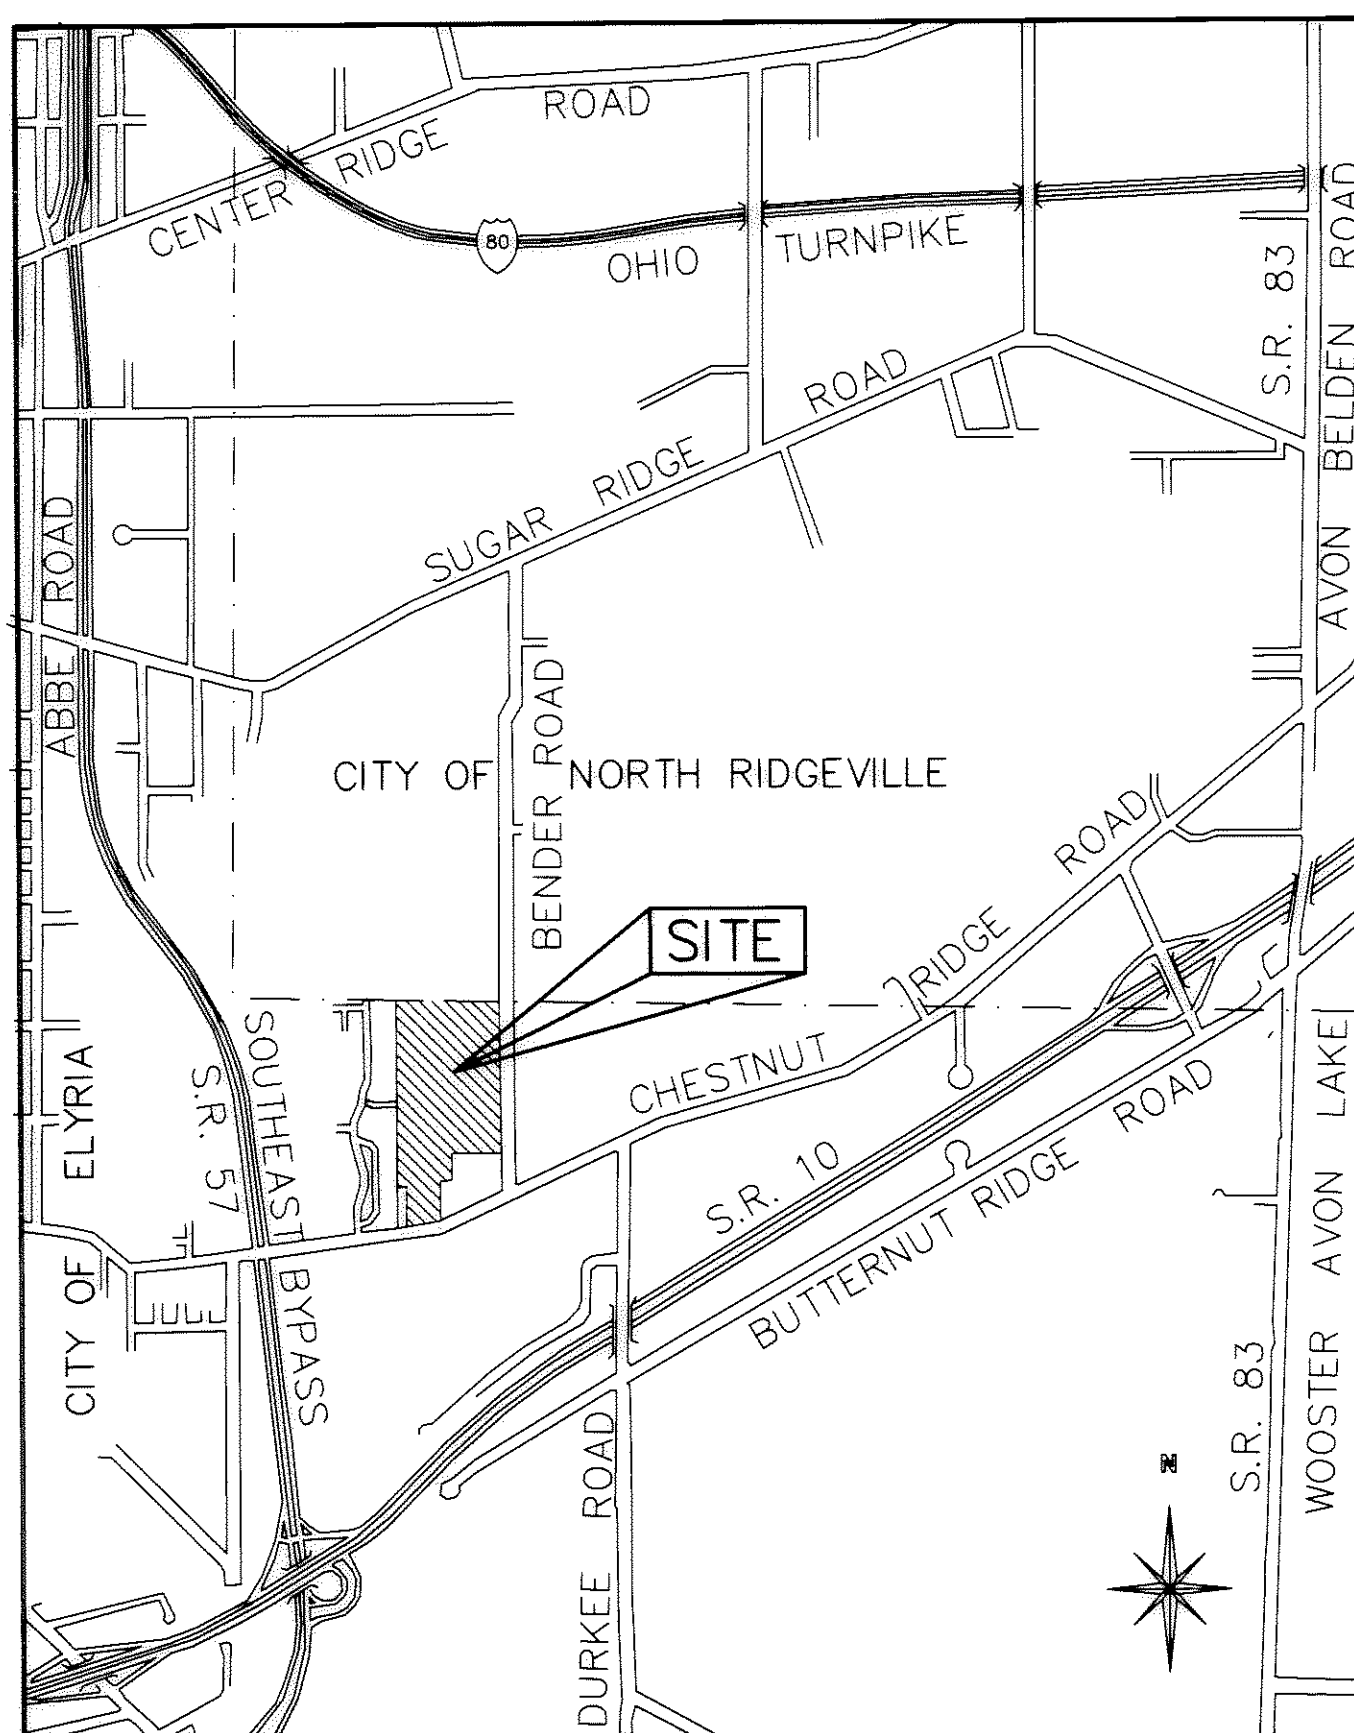 ROAD
CENTER RIDGE
80
OHIO TURNPIKE
S.R. 83
AVON BELDEN ROAD
SUGAR RIDGE ROAD
ABBE ROAD
BENDER ROAD
CITY OF NORTH RIDGEVILLE
SITE
CHESTNUT RIDGE ROAD
SOUTHEAST BYPASS
S.R. 57
CITY OF ELYRIA
S.R. 10
BUTTERNUT RIDGE ROAD
WOOSTER AVON LAKE
S.R. 83
DURKEE ROAD
N